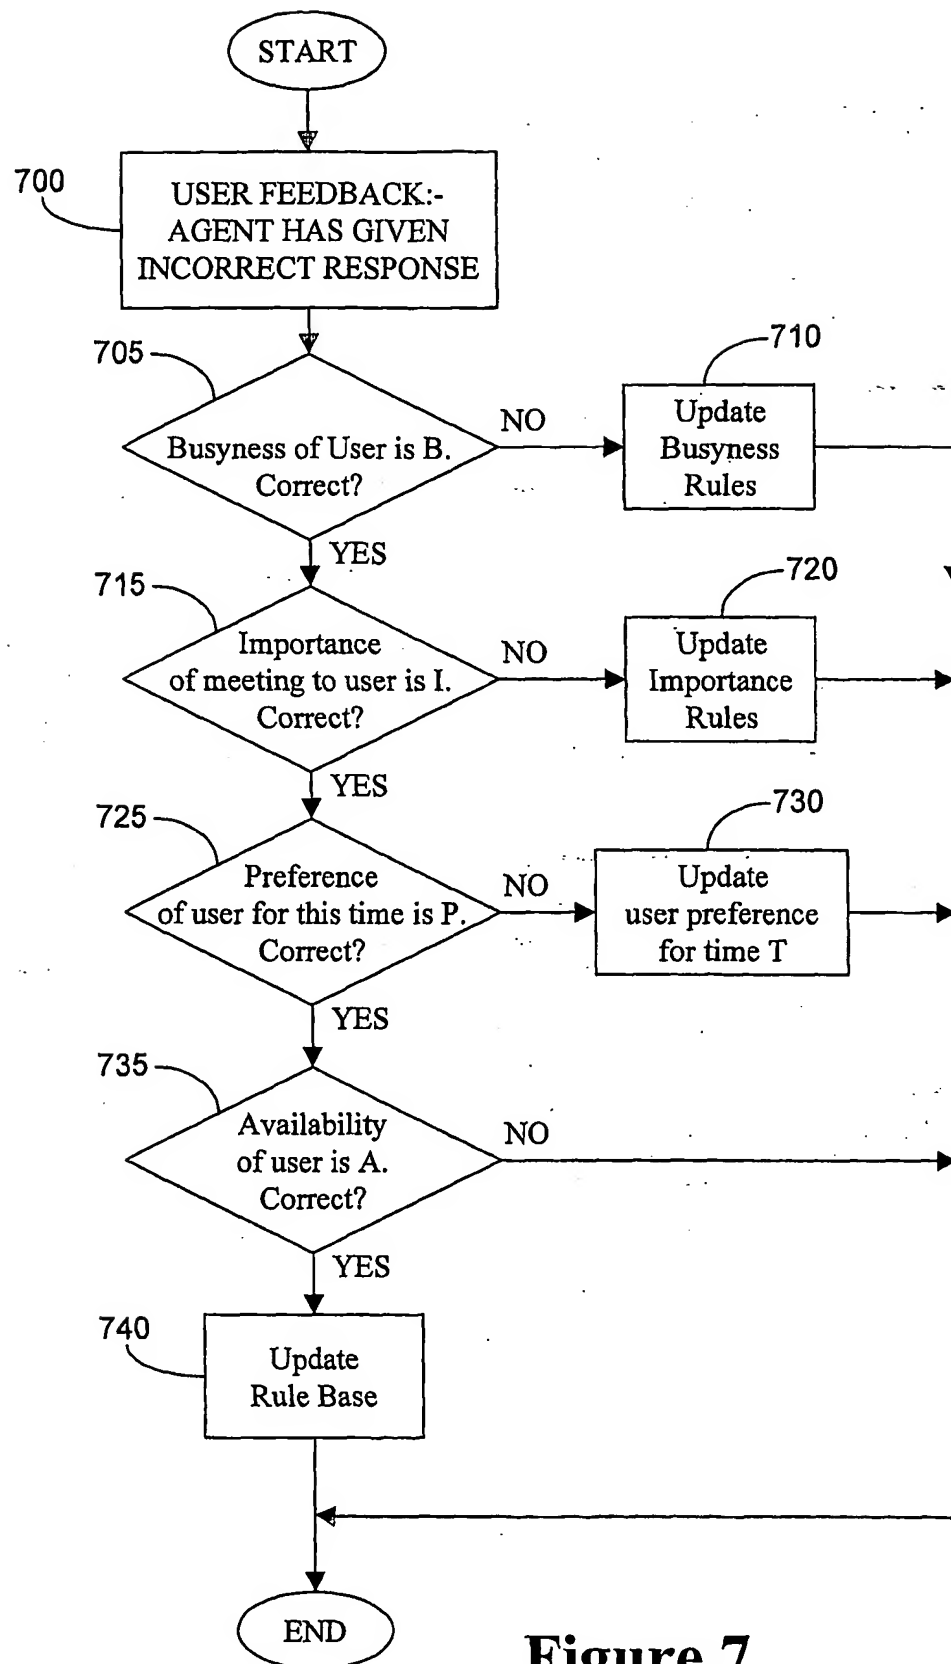 START
700
USER FEEDBACK:-
AGENT HAS GIVEN
INCORRECT RESPONSE
705
Busyness of User is B.
Correct?
NO
710
Update
Busyness
Rules
YES
715
Importance
of meeting to user is I.
Correct?
NO
720
Update
Importance
Rules
YES
725
Preference
of user for this time is P.
Correct?
NO
730
Update
user preference
for time T
YES
735
Availability
of user is A.
Correct?
NO
YES
740
Update
Rule Base
END
Figure 7